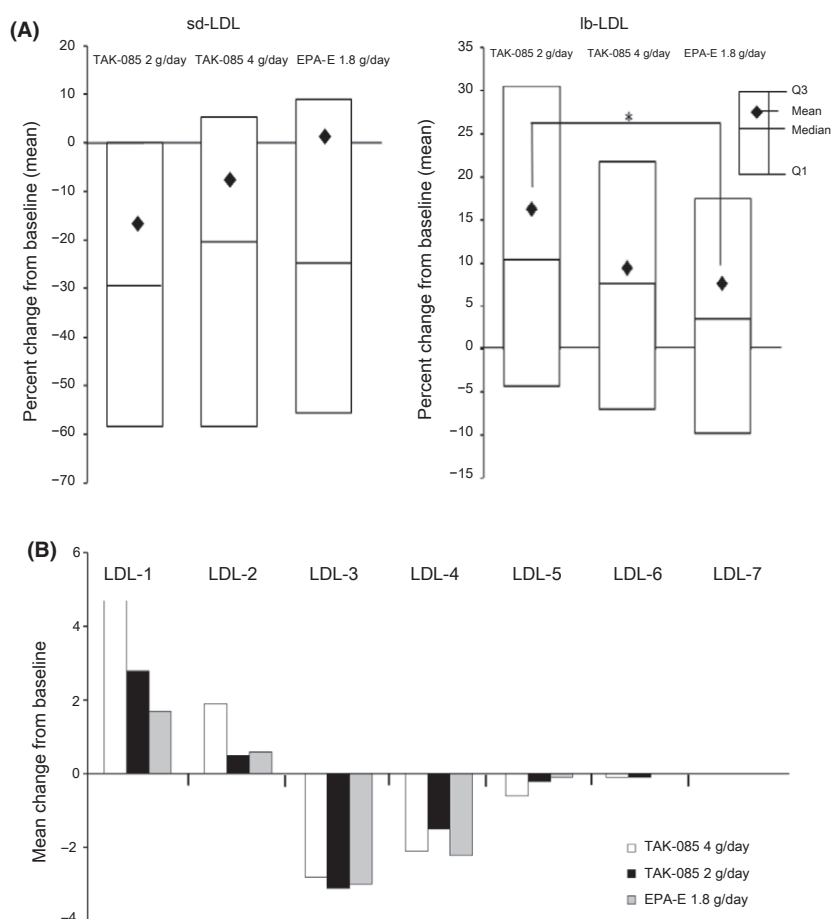 (A)
sd-LDL
TAK-085 2 g/day TAK-085 4 g/day EPA-E 1.8 g/day
Percent change from baseline (mean)
20
10
0
−10
−20
−30
−40
−50
−60
−70
lb-LDL
TAK-085 2 g/day TAK-085 4 g/day EPA-E 1.8 g/day
Percent change from baseline (mean)
35
30
25
20
15
10
5
0
−5
−10
−15
*
Q3
Mean
Median
Q1
(B)
LDL-1 LDL-2 LDL-3 LDL-4 LDL-5 LDL-6 LDL-7
Mean change from baseline
6
4
2
0
−2
−4
TAK-085 4 g/day
TAK-085 2 g/day
EPA-E 1.8 g/day